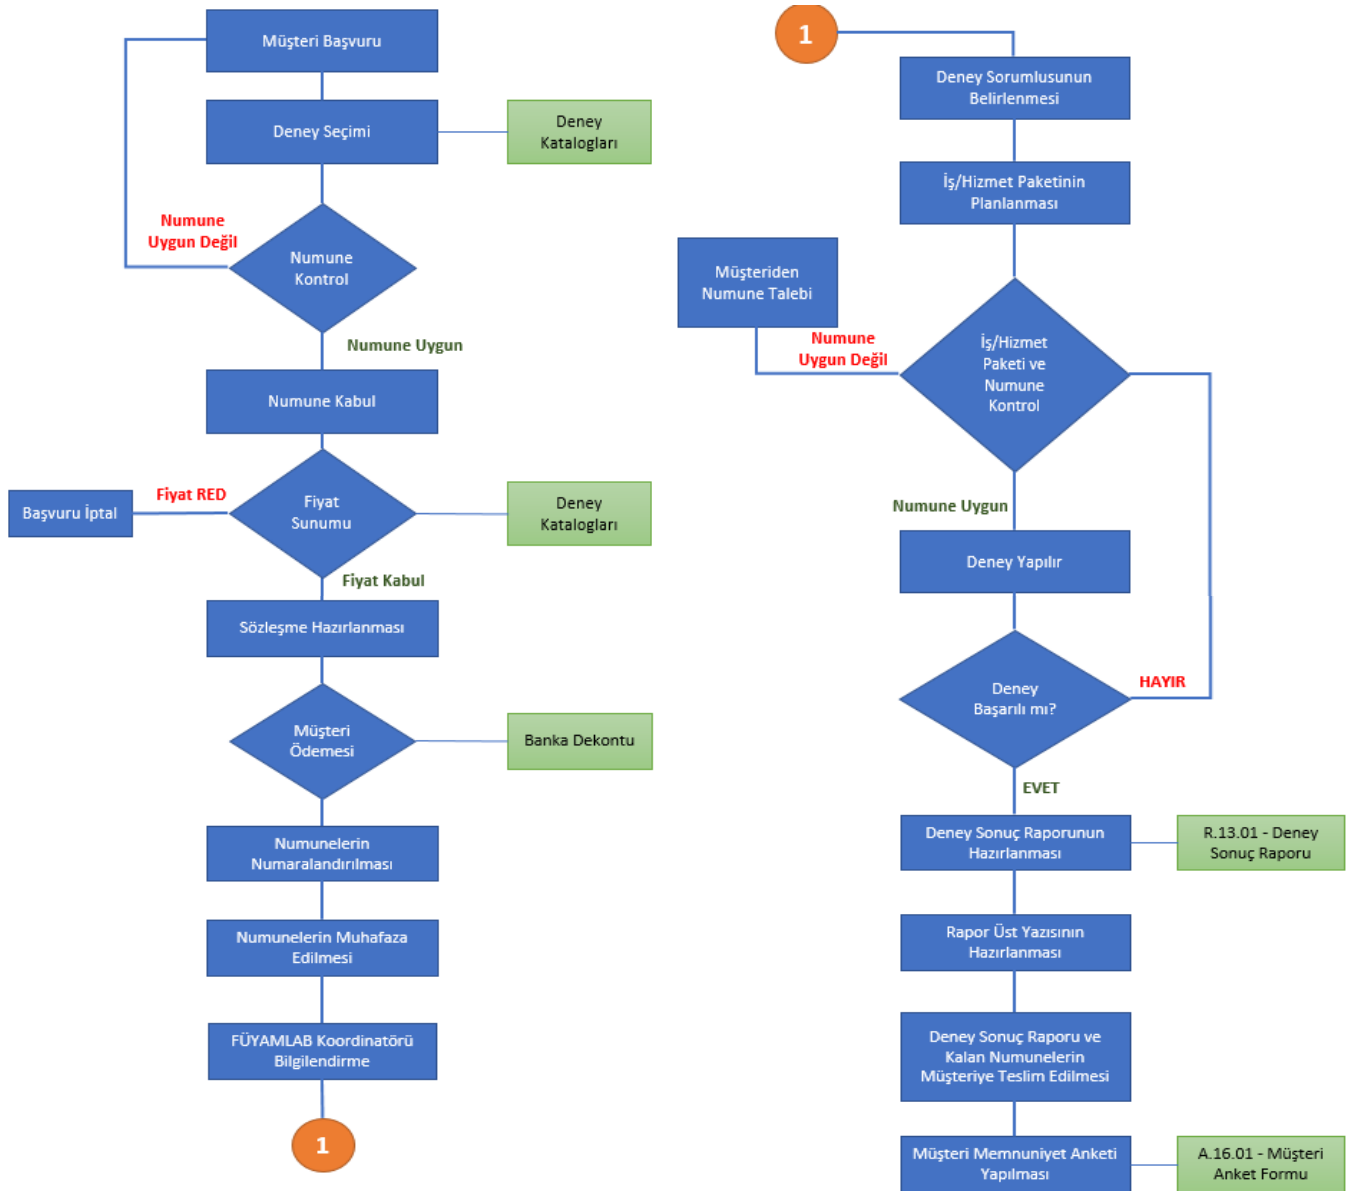 Müşteri Başvuru
Deney Seçimi
Deney
Katalogları
Numune
Uygun Değil
Numune
Kontrol
Numune Uygun
Numune Kabul
Fiyat RED
Başvuru İptal
Fiyat
Sunumu
Deney
Katalogları
Fiyat Kabul
Sözleşme Hazırlanması
Müşteri
Ödemesi
Banka Dekontu
Numunelerin
Numaralandırılması
Numunelerin Muhafaza
Edilmesi
FÜYAMLAB Koordinatörü
Bilgilendirme
1
1
Deney Sorumlusunun
Belirlenmesi
İş/Hizmet Paketinin
Planlanması
Müşteriden
Numune Talebi
Numune
Uygun Değil
İş/Hizmet
Paketi ve
Numune
Kontrol
Numune Uygun
Deney Yapılır
Deney
Başarılı mı?
HAYIR
EVET
Deney Sonuç Raporunun
Hazırlanması
R.13.01 - Deney
Sonuç Raporu
Rapor Üst Yazısının
Hazırlanması
Deney Sonuç Raporu ve
Kalan Numunelerin
Müşteriye Teslim Edilmesi
Müşteri Memnuniyet Anketi
Yapılması
A.16.01 - Müşteri
Anket Formu